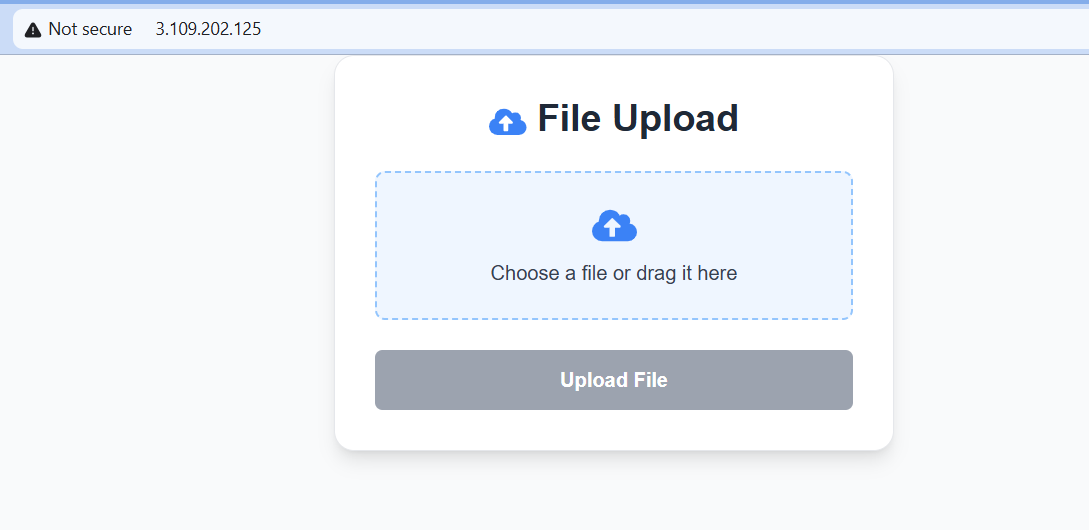 Not secure 3.109.202.125
File Upload
Choose a file or drag it here
Upload File